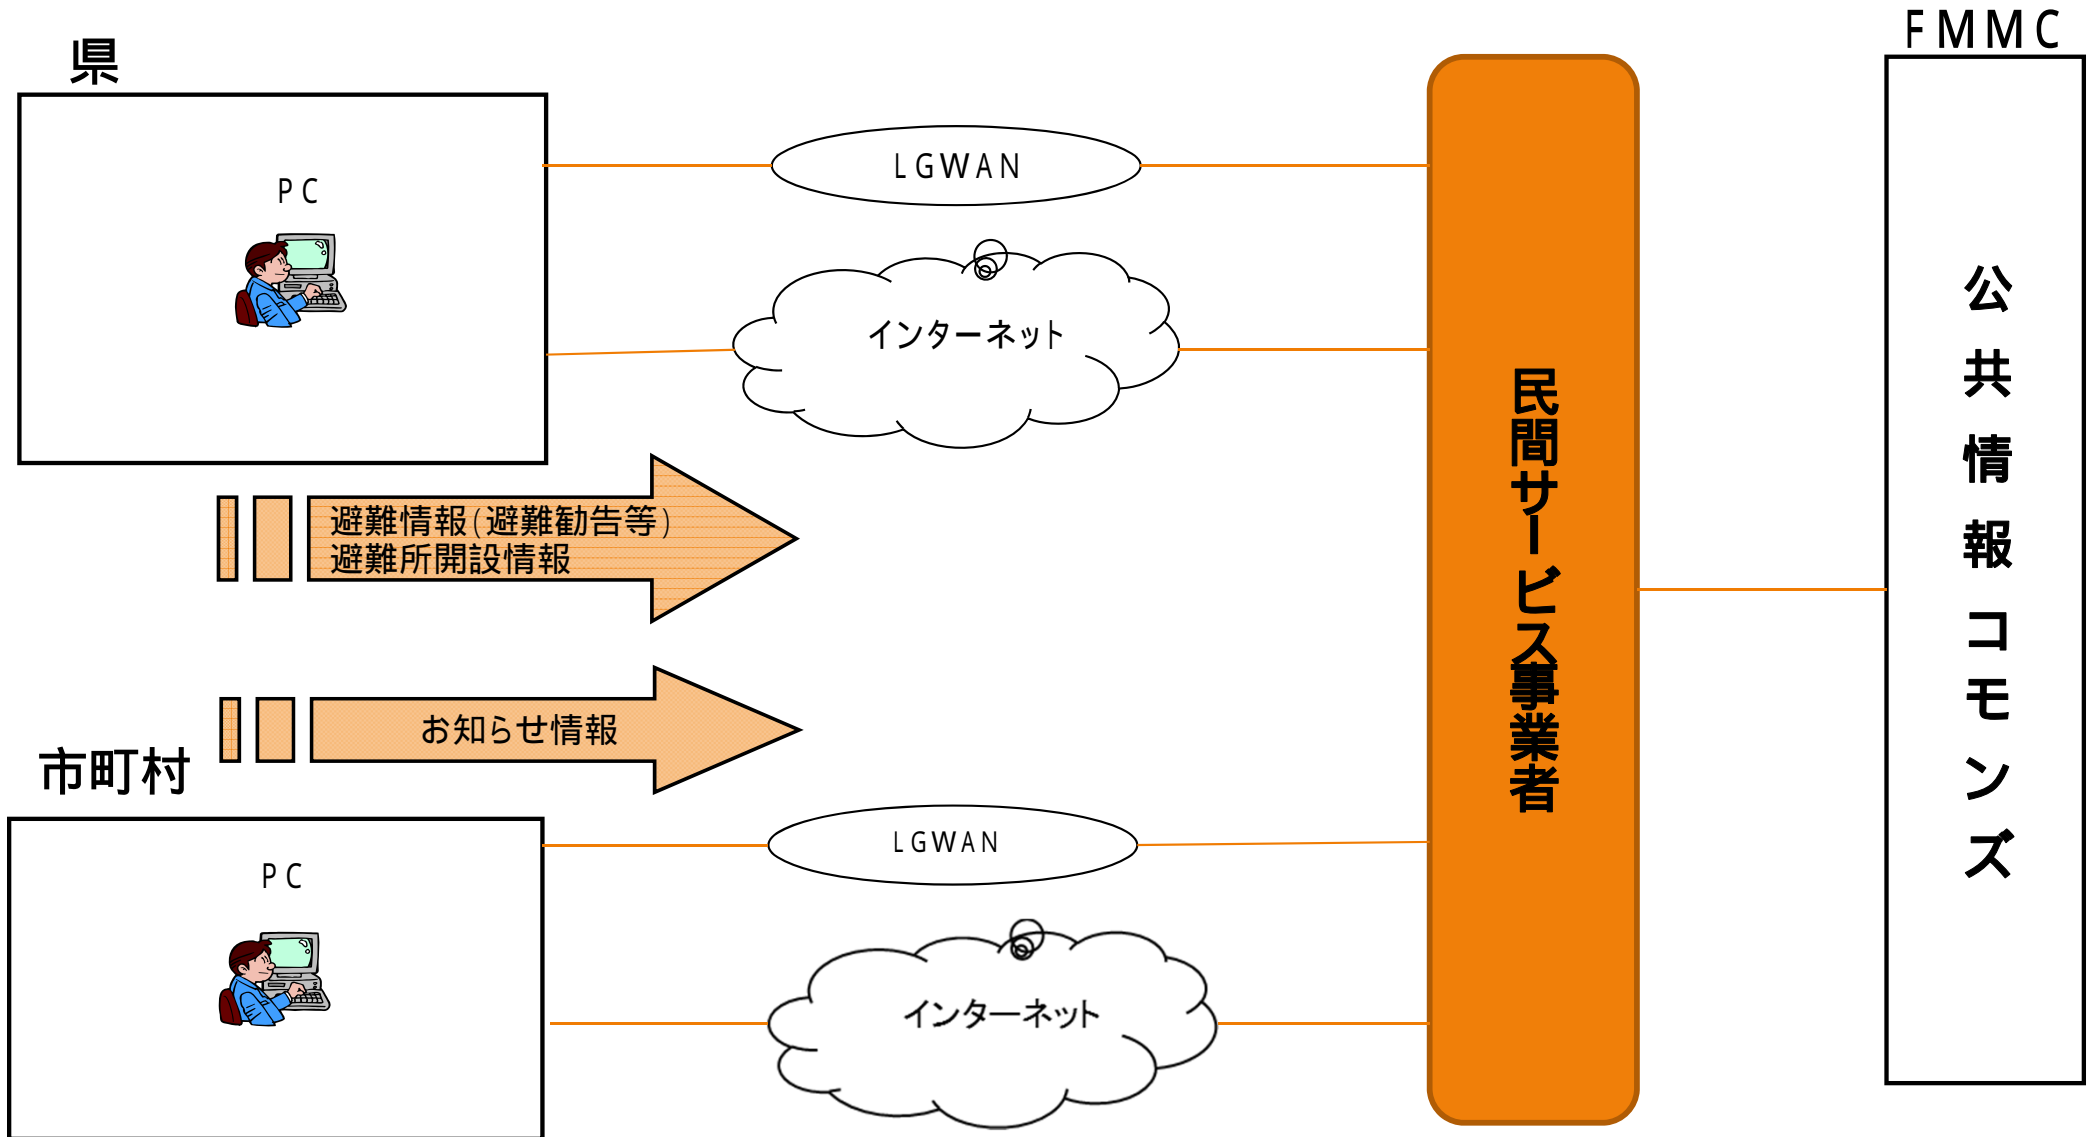 FMMC
県
PC
LGWAN
インターネット
避難情報(避難勧告等)
避難所開設情報
お知らせ情報
市町村
PC
LGWAN
インターネット
民間サービス事業者
公共情報コモンズ